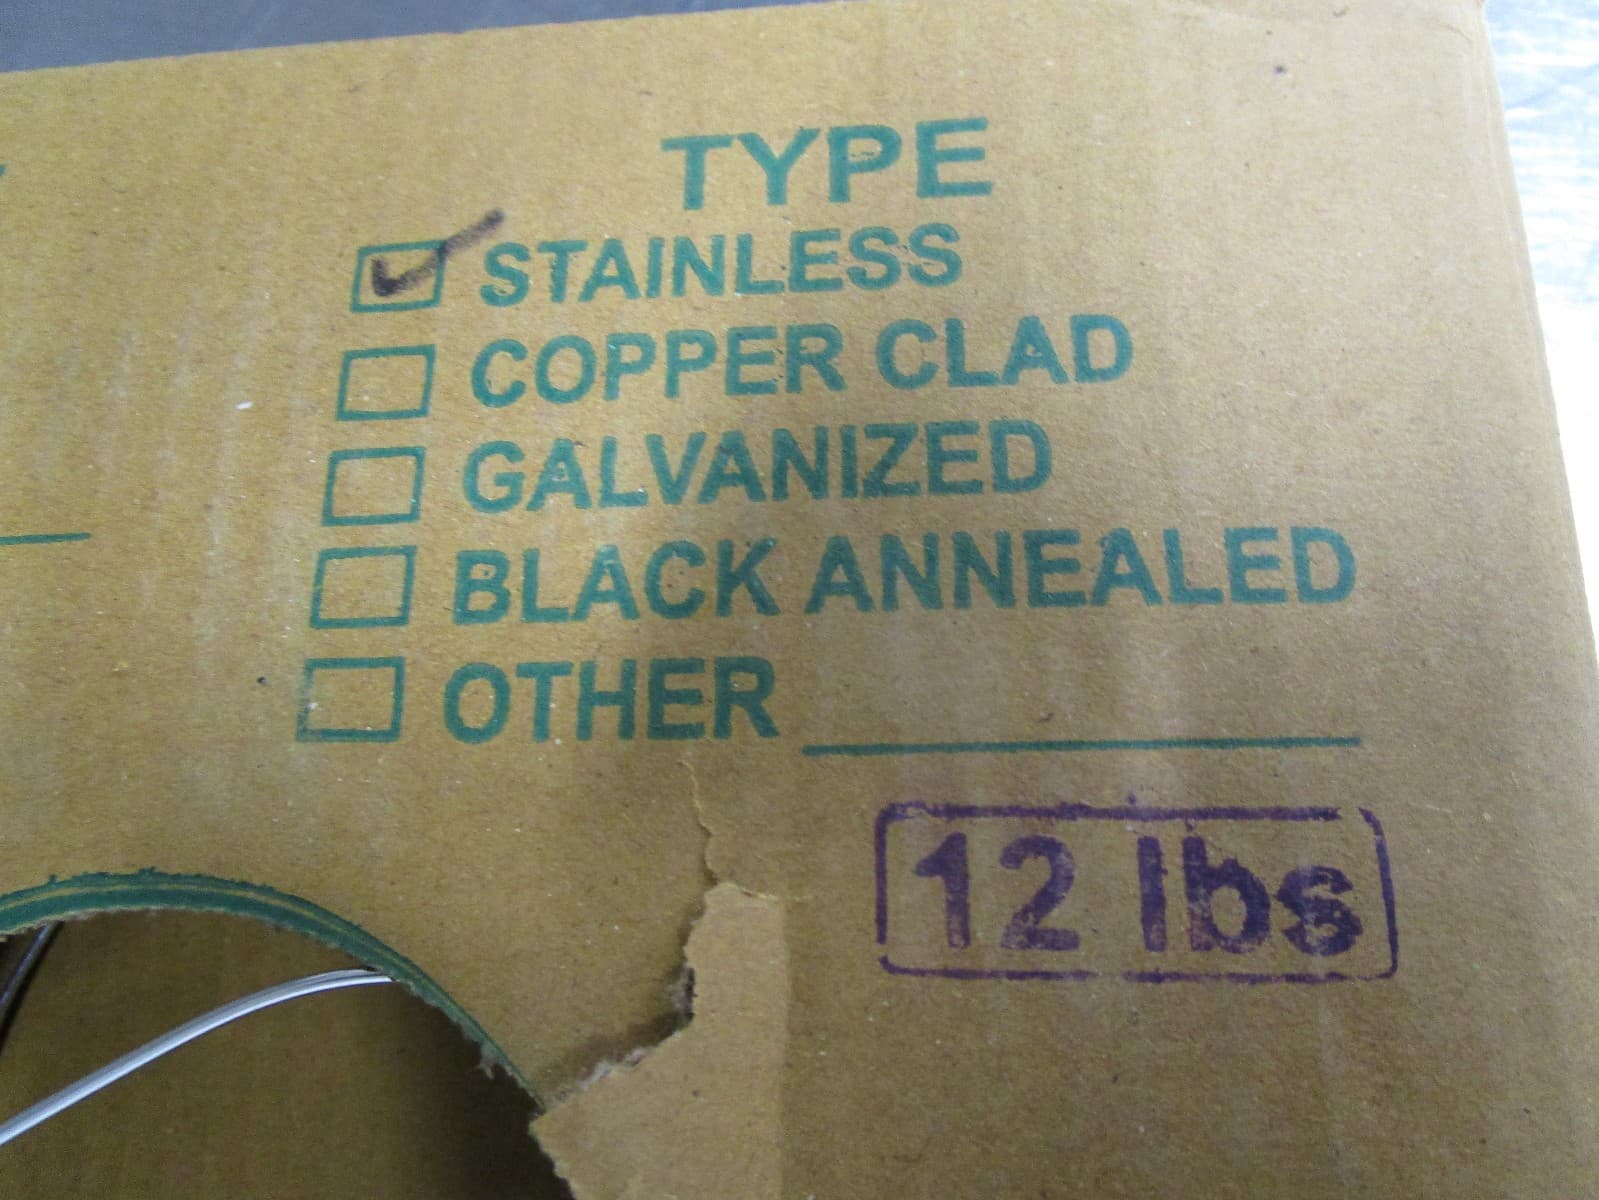 TYPE
STAINLESS
COPPER CLAD
GALVANIZED
BLACK ANNEALED
OTHER
12 lbs